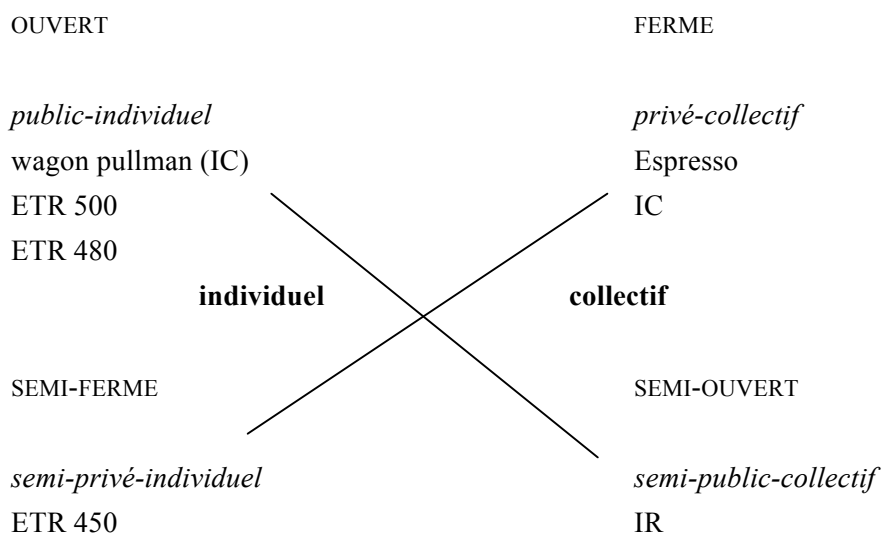 OUVERT FERME
public-individuel privé-collectif
wagon pullman (IC) Espresso
ETR 500 IC
ETR 480
individuel collectif
SEMI-FERME SEMI-OUVERT
semi-privé-individuel semi-public-collectif
ETR 450 IR